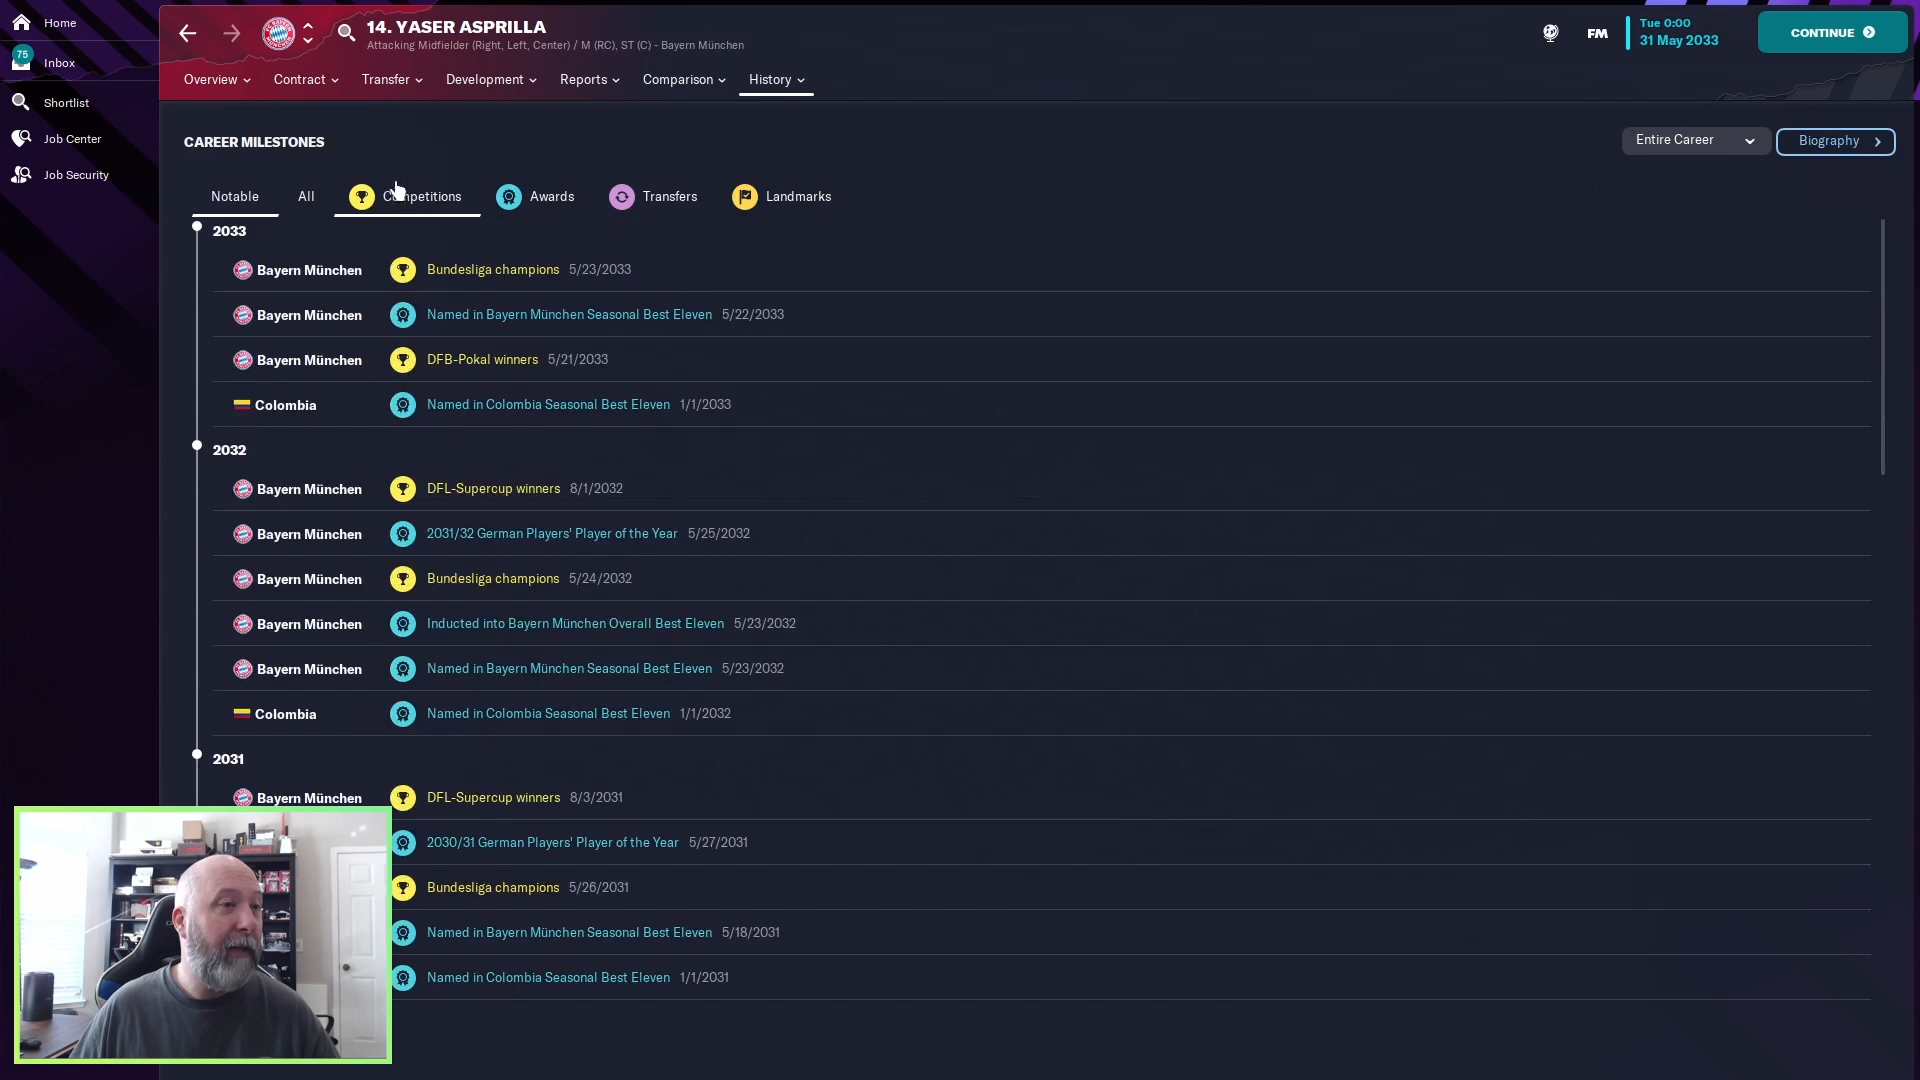 Home
75
Inbox
Shortlist
Job Center
Job Security
14. YASER ASPRILLA
Attacking Midfielder (Right, Left, Center) / M (RC), ST (C) - Bayern München
FM
Tue 0:00
31 May 2033
CONTINUE
Overview
Contract
Transfer
Development
Reports
Comparison
History
CAREER MILESTONES
Entire Career
Biography
Notable
All
Competitions
Awards
Transfers
Landmarks
2033
Bayern München Bundesliga champions 5/23/2033
Bayern München Named in Bayern München Seasonal Best Eleven 5/22/2033
Bayern München DFB-Pokal winners 5/21/2033
Colombia Named in Colombia Seasonal Best Eleven 1/1/2033
2032
Bayern München DFL-Supercup winners 8/1/2032
Bayern München 2031/32 German Players' Player of the Year 5/25/2032
Bayern München Bundesliga champions 5/24/2032
Bayern München Inducted into Bayern München Overall Best Eleven 5/23/2032
Bayern München Named in Bayern München Seasonal Best Eleven 5/23/2032
Colombia Named in Colombia Seasonal Best Eleven 1/1/2032
2031
Bayern München DFL-Supercup winners 8/3/2031
2030/31 German Players' Player of the Year 5/27/2031
Bundesliga champions 5/26/2031
Named in Bayern München Seasonal Best Eleven 5/18/2031
Named in Colombia Seasonal Best Eleven 1/1/2031